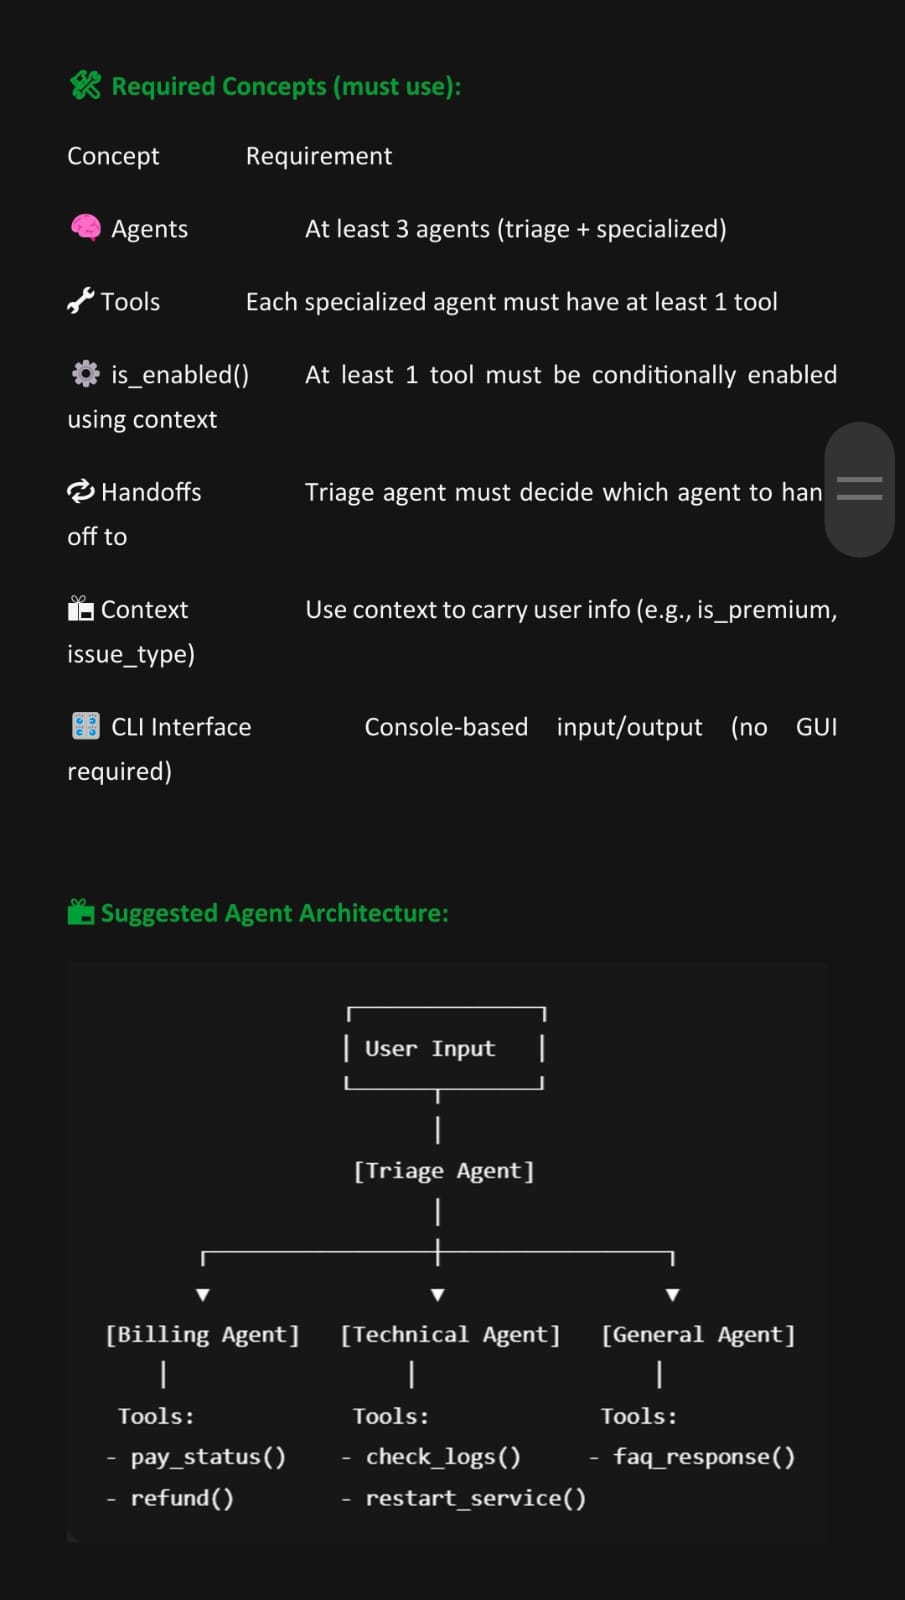 🛠 Required Concepts (must use):
Concept Requirement
🧠 Agents At least 3 agents (triage + specialized)
🔧 Tools Each specialized agent must have at least 1 tool
⚙️ is_enabled() At least 1 tool must be conditionally enabled
using context
🔁 Handoffs Triage agent must decide which agent to han
off to
🎁 Context Use context to carry user info (e.g., is_premium,
issue_type)
🎛 CLI Interface Console-based input/output (no GUI
required)
🎁 Suggested Agent Architecture:
User Input
[Triage Agent]
[Billing Agent] [Technical Agent] [General Agent]
Tools: Tools: Tools:
- pay_status() - check_logs() - faq_response()
- refund() - restart_service()